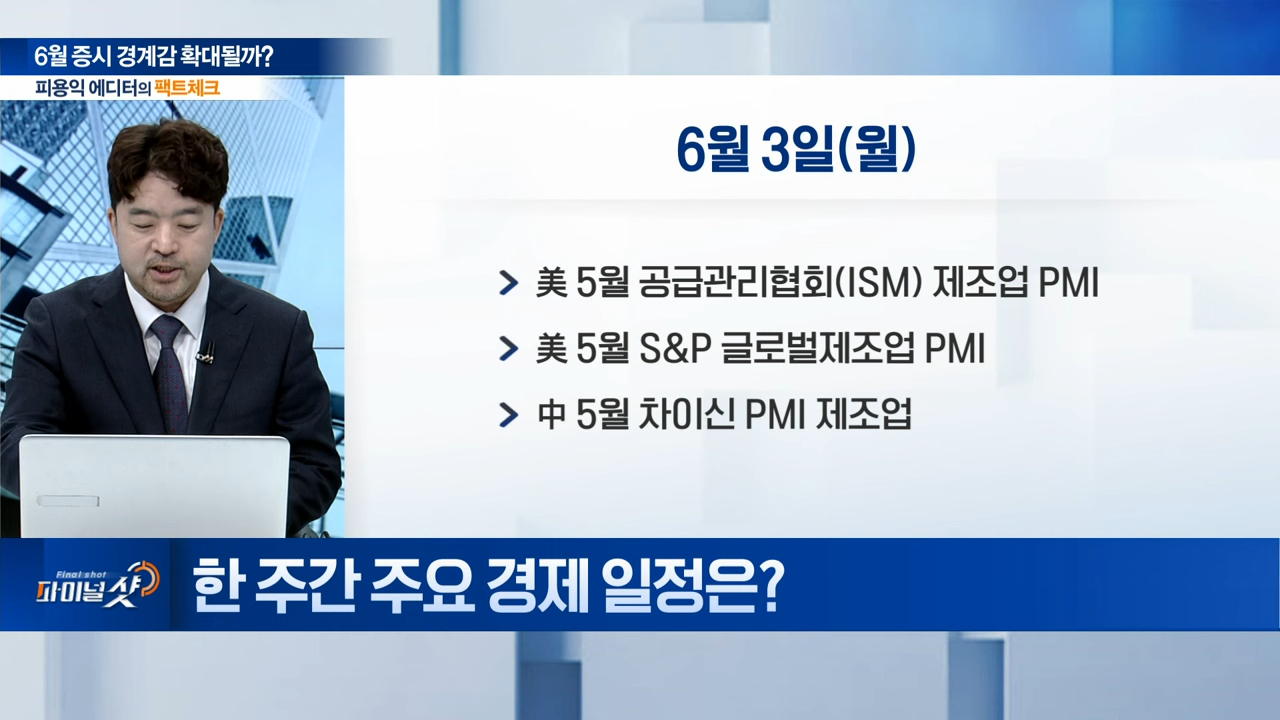 6월 증시 경계감 확대될까?
피용익 에디터의 팩트체크
6월 3일(월)
美 5월 공급관리협회(ISM) 제조업 PMI
美 5월 S&P 글로벌제조업 PMI
中 5월 차이신 PMI 제조업
Final shot
파이널샷
한 주간 주요 경제 일정은?